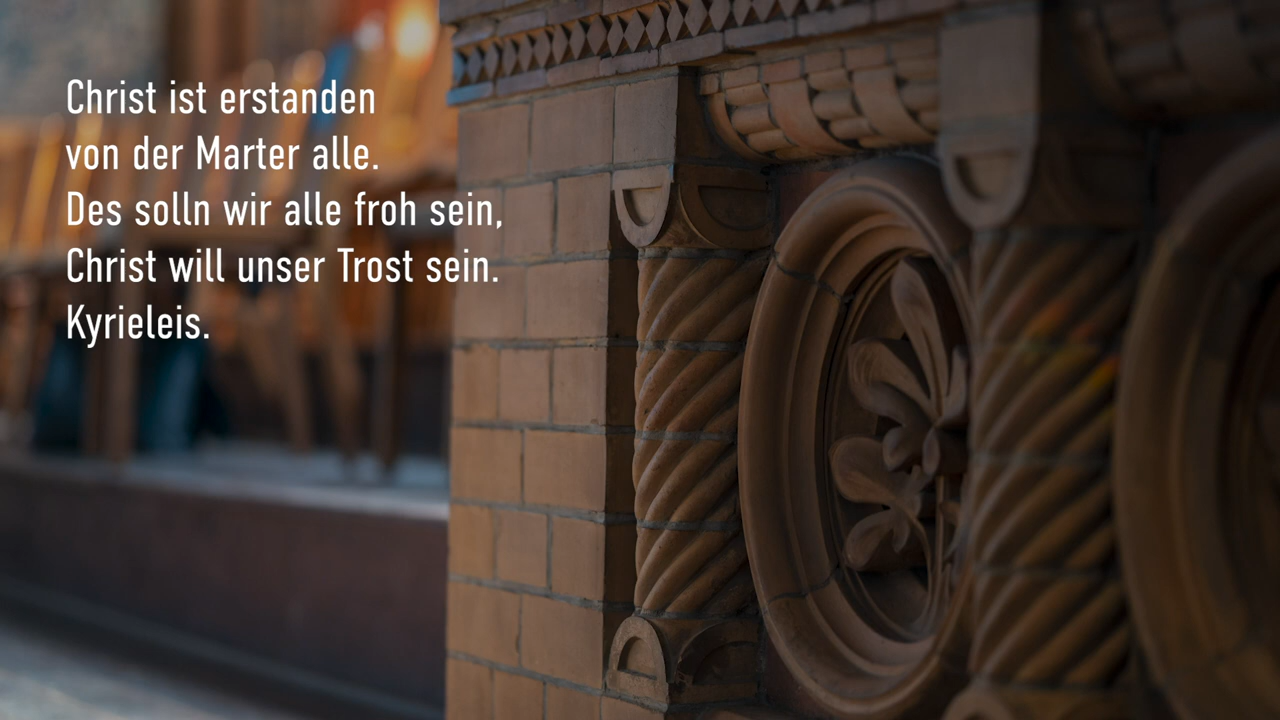 Christ ist erstanden
von der Marter alle.
Des solln wir alle froh sein,
Christ will unser Trost sein.
Kyrieleis.